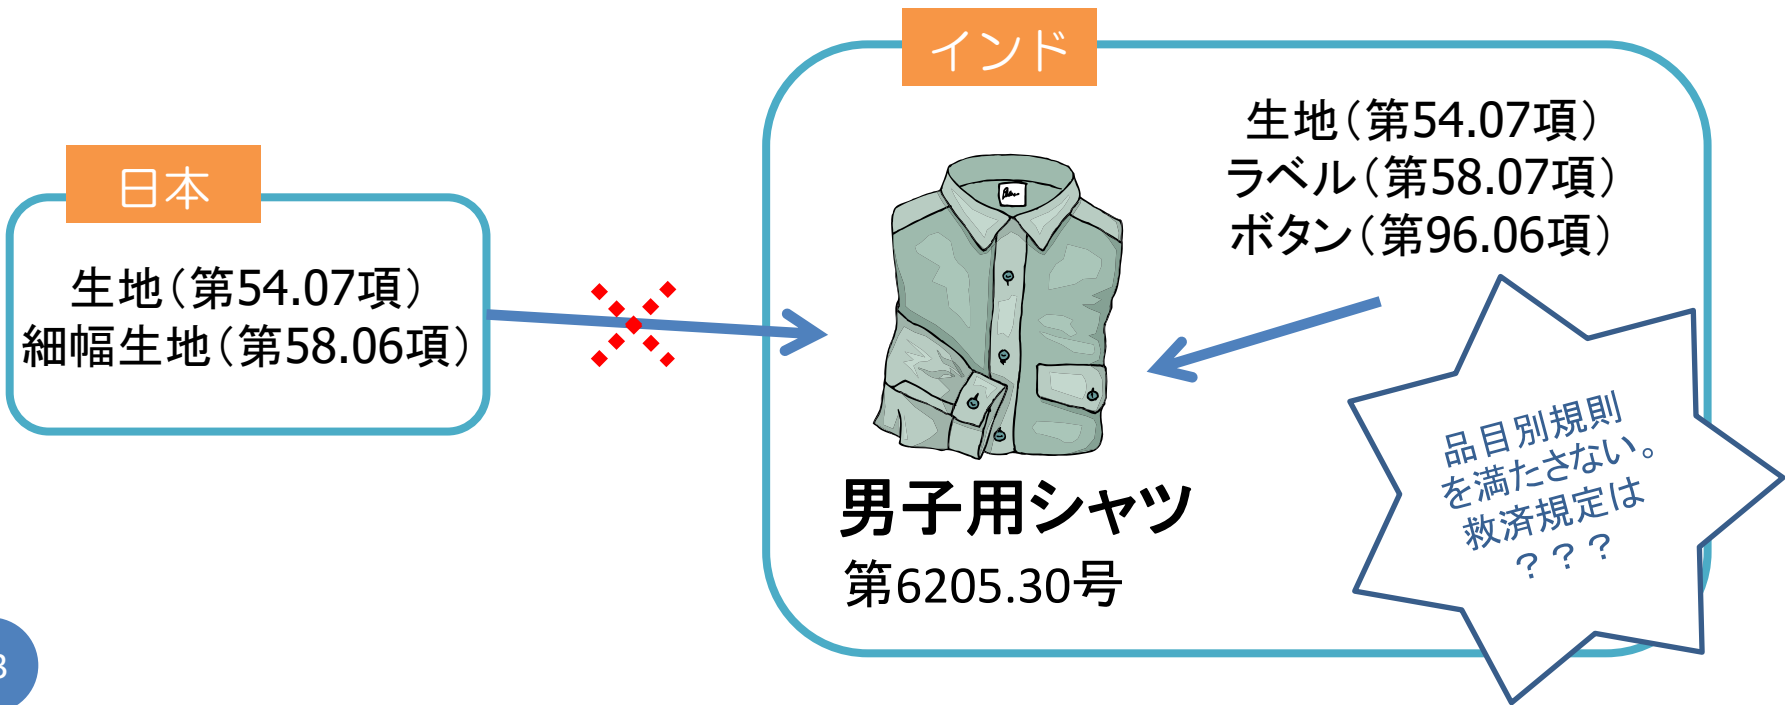 インド
生地（第54.07項）
ラベル（第58.07項）
ボタン（第96.06項）
日本
生地（第54.07項）
細幅生地（第58.06項）
男子用シャツ
第6205.30号
品目別規則
を満たさない。
救済規定は
？？？